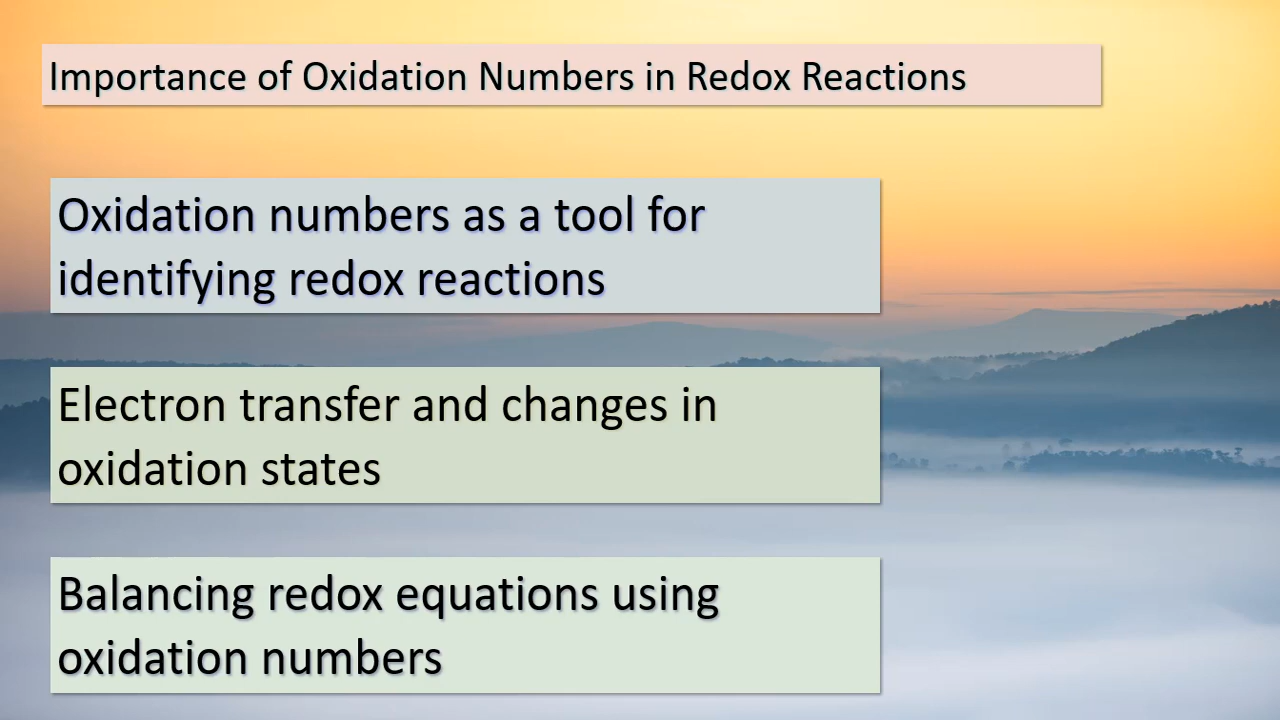 Importance of Oxidation Numbers in Redox Reactions
Oxidation numbers as a tool for
identifying redox reactions
Electron transfer and changes in
oxidation states
Balancing redox equations using
oxidation numbers